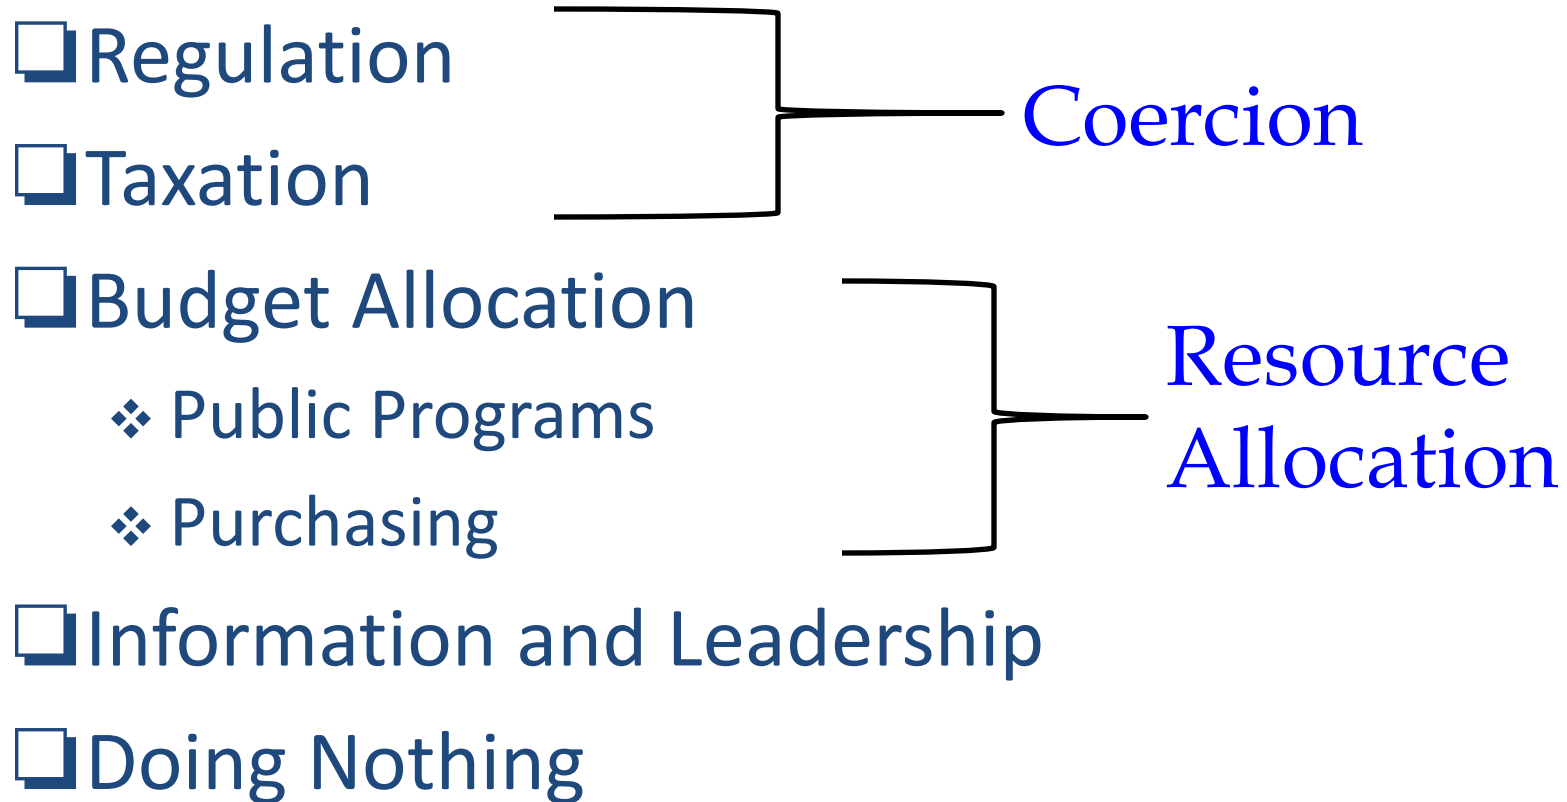 ❑Regulation
Coercion
❑Taxation
❑Budget Allocation
❖ Public Programs
❖ Purchasing
Resource
Allocation
❑Information and Leadership
❑Doing Nothing